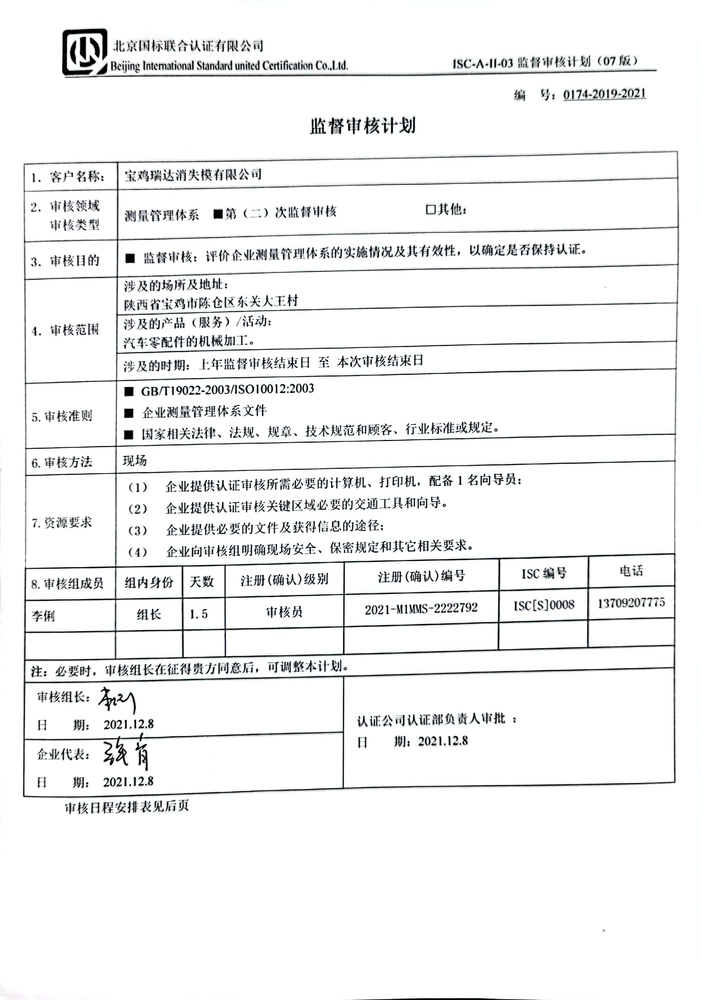 北京国标联合认证有限公司
Beijing International Standard united Certification Co.,Ltd.
ISC-A-II-03 监督审核计划（07 版）
编 号：0174-2019-2021
监督审核计划
1. 客户名称：
宝鸡瑞达消失模有限公司
2. 审核领域
审核类型
测量管理体系 ■第（二）次监督审核 □其他：
3. 审核目的
■ 监督审核：评价企业测量管理体系的实施情况及其有效性，以确定是否保持认证。
4. 审核范围
涉及的场所及地址：
陕西省宝鸡市陈仓区东关大王村
涉及的产品（服务）/活动：
汽车零配件的机械加工。
涉及的时期：上年监督审核结束日 至 本次审核结束日
5. 审核准则
■ GB/T19022-2003/ISO10012:2003
■ 企业测量管理体系文件
■ 国家相关法律、法规、规章、技术规范和顾客、行业标准或规定。
6. 审核方法
现场
7. 资源要求
（1） 企业提供认证审核所需必要的计算机、打印机，配备 1 名向导员；
（2） 企业提供认证审核关键区域必要的交通工具和向导。
（3） 企业提供必要的文件及获得信息的途径；
（4） 企业向审核组明确现场安全、保密规定和其它相关要求。
8. 审核组成员 组内身份 天数 注册(确认)级别 注册(确认)编号 ISC 编号 电话
李俐 组长 1.5 审核员 2021-M1MMS-2222792 ISC[S]0008 13709207775
注：必要时，审核组长在征得贵方同意后，可调整本计划。
审核组长：李俐
日 期： 2021.12.8
企业代表：
日 期： 2021.12.8
认证公司认证部负责人审批 ：
日 期：2021.12.8
审核日程安排表见后页